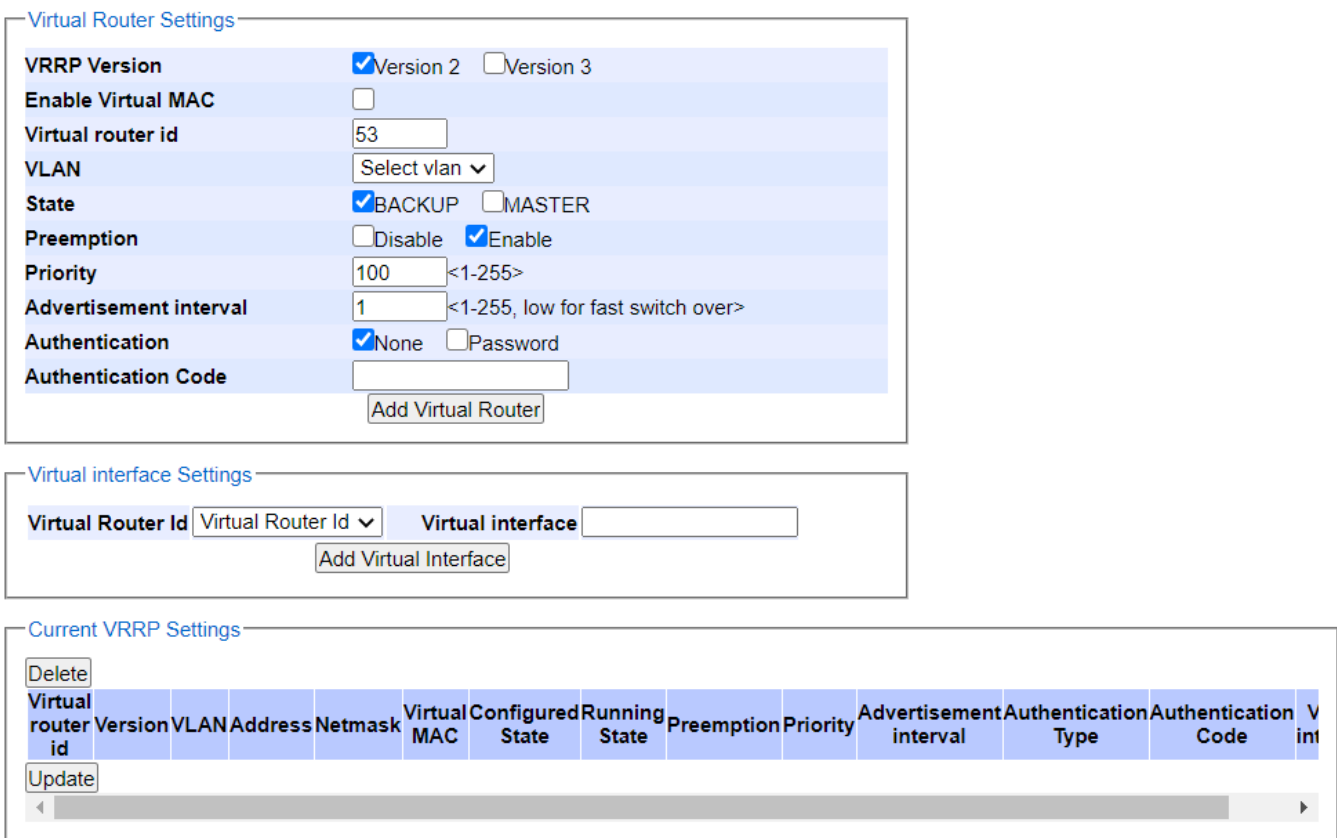 Virtual Router Settings
VRRP Version Version 2 Version 3
Enable Virtual MAC
Virtual router id 53
VLAN Select vlan
State BACKUP MASTER
Preemption Disable Enable
Priority 100 <1-255>
Advertisement interval 1 <1-255, low for fast switch over>
Authentication None Password
Authentication Code
Add Virtual Router
Virtual interface Settings
Virtual Router Id Virtual Router Id Virtual interface
Add Virtual Interface
Current VRRP Settings
Delete
Virtual router id Version VLAN Address Netmask Virtual MAC Configured State Running State Preemption Priority Advertisement interval Authentication Type Authentication Code
Update